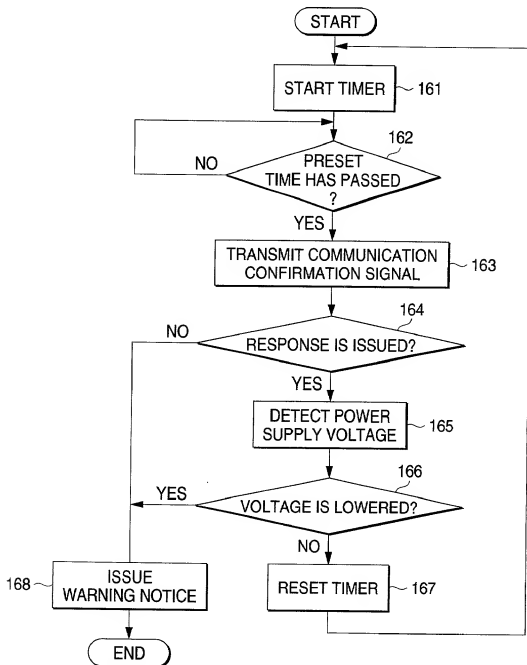 START
START TIMER
161
162
PRESET
TIME HAS PASSED
?
NO
YES
TRANSMIT COMMUNICATION
CONFIRMATION SIGNAL
163
164
NO
RESPONSE IS ISSUED?
YES
DETECT POWER
SUPPLY VOLTAGE
165
166
YES
VOLTAGE IS LOWERED?
NO
168
ISSUE
WARNING NOTICE
RESET TIMER
167
END